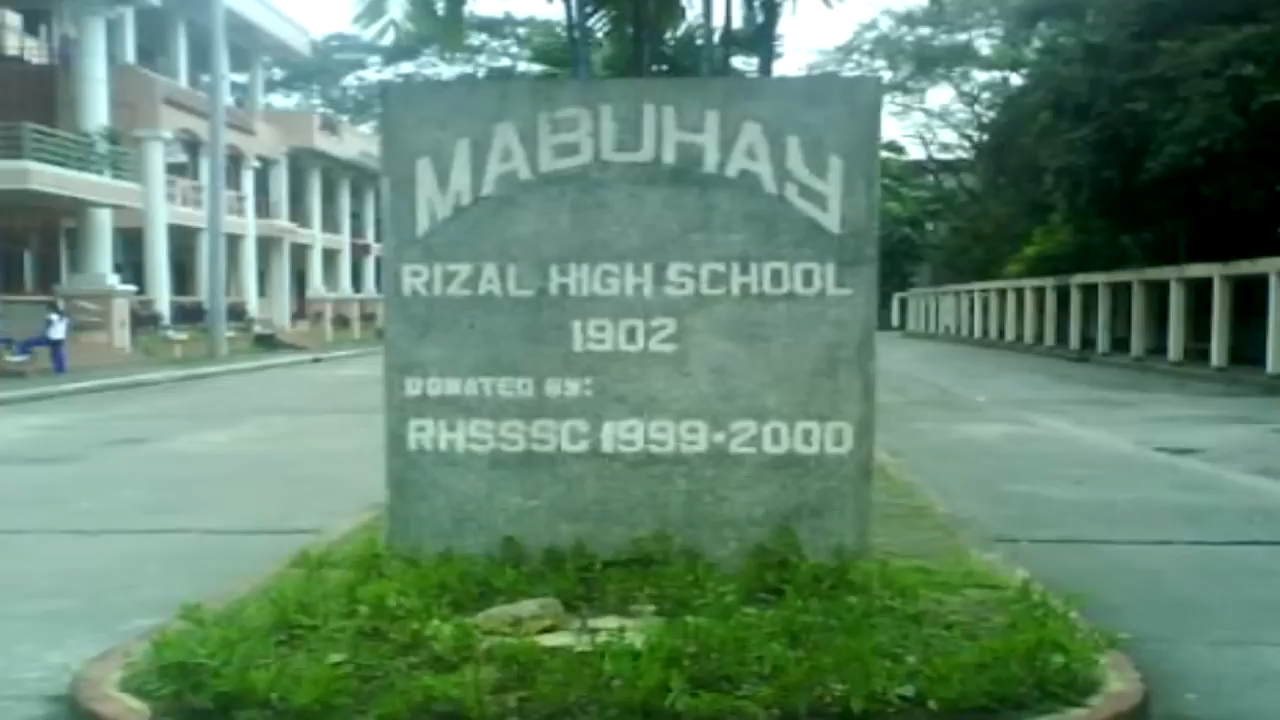 MABUHAY
RIZAL HIGH SCHOOL
1902
DONATED BY:
RHSSSC 1999-2000